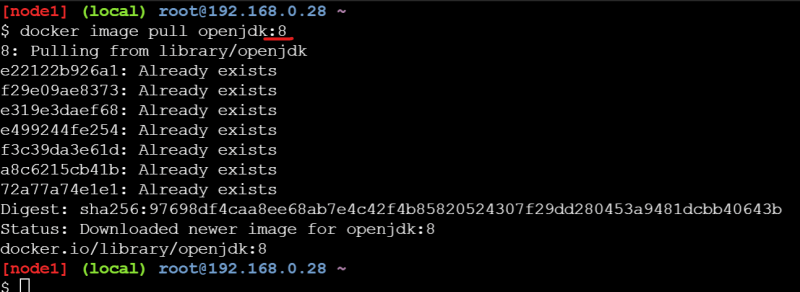 [node1] (local) root@192.168.0.28 ~
$ docker image pull openjdk:8
8: Pulling from library/openjdk
e22122b926a1: Already exists
f29e09ae8373: Already exists
e319e3daef68: Already exists
e499244fe254: Already exists
f3c39da3e61d: Already exists
a8c6215cb41b: Already exists
72a77a74e1e1: Already exists
Digest: sha256:97698df4caa8ee68ab7e4c42f4b85820524307f29dd280453a9481dcbb40643b
Status: Downloaded newer image for openjdk:8
docker.io/library/openjdk:8
[node1] (local) root@192.168.0.28 ~
$